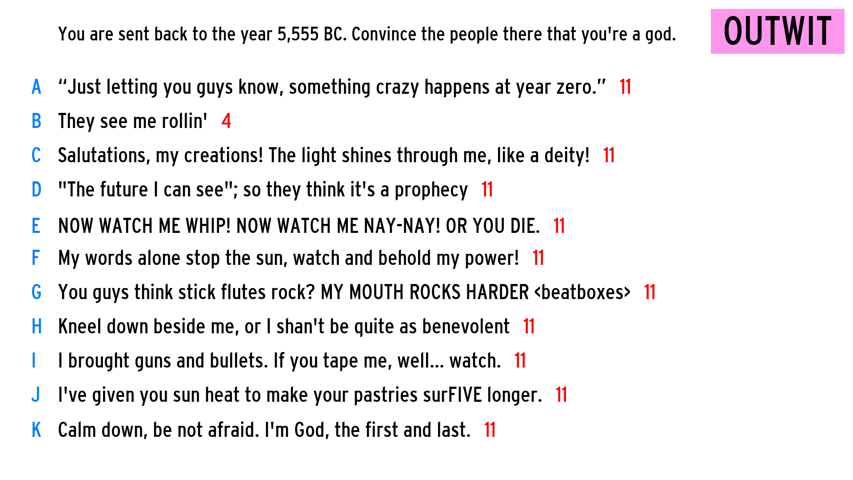 You are sent back to the year 5,555 BC. Convince the people there that you're a god.
OUTWIT
A “Just letting you guys know, something crazy happens at year zero.” 11
B They see me rollin' 4
C Salutations, my creations! The light shines through me, like a deity! 11
D "The future I can see"; so they think it's a prophecy 11
E NOW WATCH ME WHIP! NOW WATCH ME NAY-NAY! OR YOU DIE. 11
F My words alone stop the sun, watch and behold my power! 11
G You guys think stick flutes rock? MY MOUTH ROCKS HARDER <beatboxes> 11
H Kneel down beside me, or I shan't be quite as benevolent 11
I I brought guns and bullets. If you tape me, well... watch. 11
J I've given you sun heat to make your pastries surFIVE longer. 11
K Calm down, be not afraid. I'm God, the first and last. 11